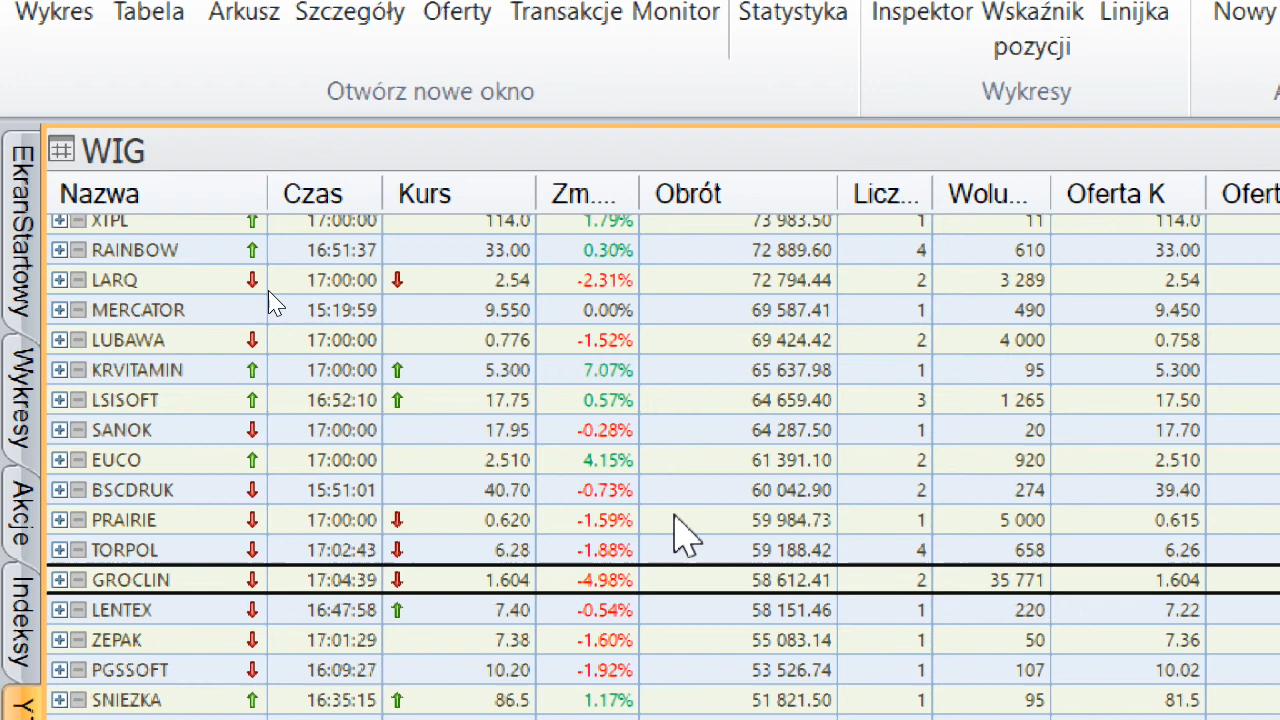 Wykres Tabela Arkusz Szczegóły Oferty Transakcje Monitor Statystyka Inspektor Wskaźnik Linijka Nowy
pozycji
Otwórz nowe okno Wykresy
WIG
Nazwa Czas Kurs Zm.... Obrót Licz... Wolu... Oferta K Ofert
XTPL 17:00:00 114.0 1.79% 73 983.50 1 11 114.0
RAINBOW 16:51:37 33.00 0.30% 72 889.60 4 610 33.00
LARQ 17:00:00 2.54 -2.31% 72 794.44 2 3 289 2.54
MERCATOR 15:19:59 9.550 0.00% 69 587.41 1 490 9.450
LUBAWA 17:00:00 0.776 -1.52% 69 424.42 2 4 000 0.758
KRVITAMIN 17:00:00 5.300 7.07% 65 637.98 1 95 5.300
LSISOFT 16:52:10 17.75 0.57% 64 659.40 3 1 265 17.50
SANOK 17:00:00 17.95 -0.28% 64 287.50 1 20 17.70
EUCO 17:00:00 2.510 4.15% 61 391.10 2 920 2.510
BSCDRUK 15:51:01 40.70 -0.73% 60 042.90 2 274 39.40
PRAIRIE 17:00:00 0.620 -1.59% 59 984.73 1 5 000 0.615
TORPOL 17:02:43 6.28 -1.88% 59 188.42 4 658 6.26
GROCLIN 17:04:39 1.604 -4.98% 58 612.41 2 35 771 1.604
LENTEX 16:47:58 7.40 -0.54% 58 151.46 1 220 7.22
ZEPAK 17:01:29 7.38 -1.60% 55 083.14 1 50 7.36
PGSSOFT 16:09:27 10.20 -1.92% 53 526.74 1 107 10.02
SNIEZKA 16:35:15 86.5 1.17% 51 821.50 1 95 81.5
EkranStartowy
Wykresy
Akcje
Indeksy